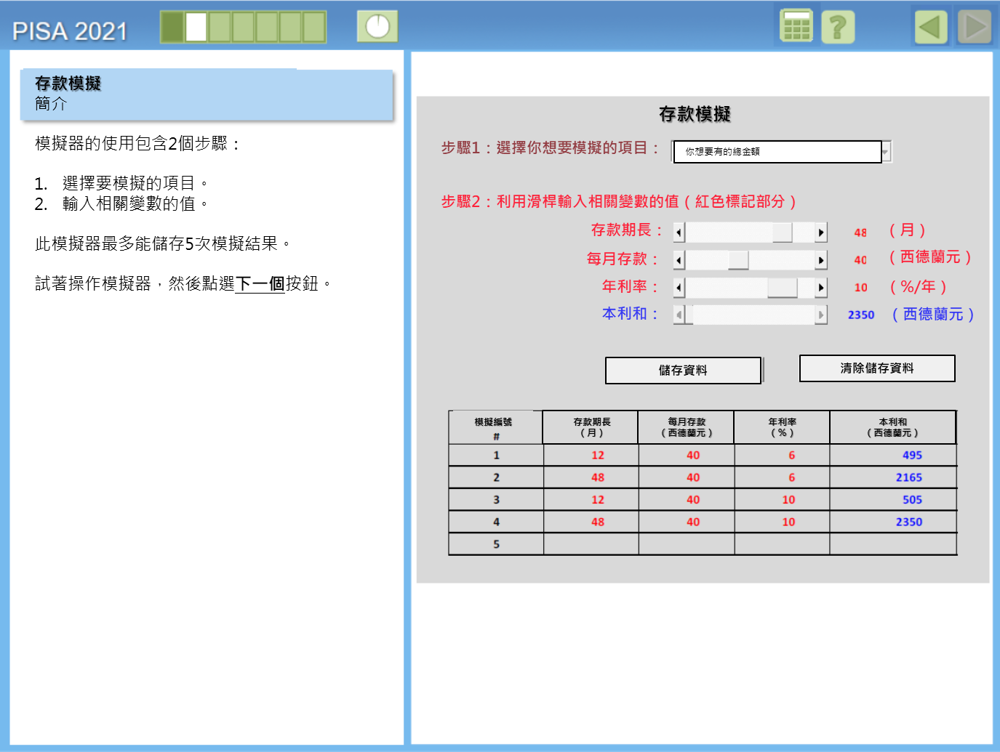 PISA 2021
?
存款模擬
簡介
模擬器的使用包含2個步驟：
1. 選擇要模擬的項目。
2. 輸入相關變數的值。
此模擬器最多能儲存5次模擬結果。
試著操作模擬器，然後點選下一個按鈕。
存款模擬
步驟1：選擇你想要模擬的項目： 你想要有的總金額
步驟2：利用滑桿輸入相關變數的值（紅色標記部分）
存款期長： 48 （月）
每月存款： 40 （西德蘭元）
年利率： 10 （%/年）
本利和： 2350 （西德蘭元）
儲存資料 清除儲存資料
模擬編號 存款期長 每月存款 年利率 本利和
# （月） （西德蘭元） （%） （西德蘭元）
1 12 40 6 495
2 48 40 6 2165
3 12 40 10 505
4 48 40 10 2350
5